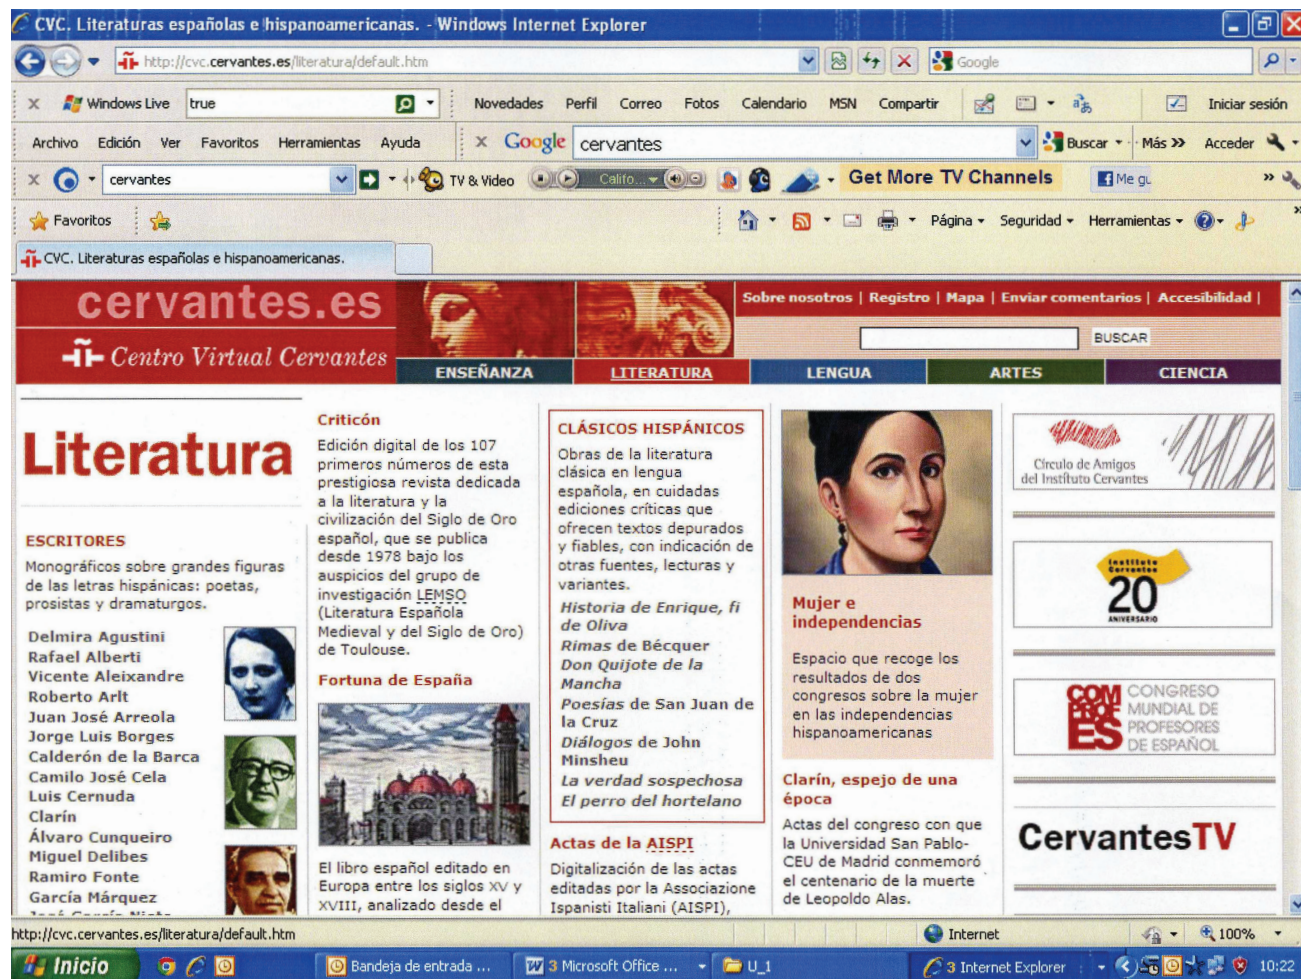 CVC. Literaturas españolas e hispanoamericanas. - Windows Internet Explorer
http://cvc.cervantes.es/literatura/default.htm
Google
Windows Live
true
Novedades Perfil Correo Fotos Calendario MSN Compartir
Iniciar sesión
Archivo Edición Ver Favoritos Herramientas Ayuda
Google
cervantes
Buscar
Más »
Acceder
cervantes
TV & Video
Califo...
Get More TV Channels
Me gu
Favoritos
Página Seguridad Herramientas
CVC. Literaturas españolas e hispanoamericanas.
cervantes.es
Centro Virtual Cervantes
Sobre nosotros | Registro | Mapa | Enviar comentarios | Accesibilidad |
BUSCAR
ENSEÑANZA LITERATURA LENGUA ARTES CIENCIA
Literatura
ESCRITORES
Monográficos sobre grandes figuras
de las letras hispánicas: poetas,
prosistas y dramaturgos.
Delmira Agustini
Rafael Alberti
Vicente Aleixandre
Roberto Arlt
Juan José Arreola
Jorge Luis Borges
Calderón de la Barca
Camilo José Cela
Luis Cernuda
Clarín
Álvaro Cunqueiro
Miguel Delibes
Ramiro Fonte
García Márquez
José García Nieto
Criticón
Edición digital de los 107
primeros números de esta
prestigiosa revista dedicada
a la literatura y la
civilización del Siglo de Oro
español, que se publica
desde 1978 bajo los
auspicios del grupo de
investigación LEMSO
(Literatura Española
Medieval y del Siglo de Oro)
de Toulouse.
Fortuna de España
El libro español editado en
Europa entre los siglos XV y
XVIII, analizado desde el
CLÁSICOS HISPÁNICOS
Obras de la literatura
clásica en lengua
española, en cuidadas
ediciones críticas que
ofrecen textos depurados
y fiables, con indicación de
otras fuentes, lecturas y
variantes.
Historia de Enrique, fi
de Oliva
Rimas de Bécquer
Don Quijote de la
Mancha
Poesías de San Juan de
la Cruz
Diálogos de John
Minsheu
La verdad sospechosa
El perro del hortelano
Actas de la AISPI
Digitalización de las actas
editadas por la Associazione
Ispanisti Italiani (AISPI),
Mujer e
independencias
Espacio que recoge los
resultados de dos
congresos sobre la mujer
en las independencias
hispanoamericanas
Clarín, espejo de una
época
Actas del congreso con que
la Universidad San Pablo-
CEU de Madrid conmemoró
el centenario de la muerte
de Leopoldo Alas.
Círculo de Amigos
del Instituto Cervantes
Instituto
Cervantes
20
ANIVERSARIO
COM
PROF
ES
CONGRESO
MUNDIAL DE
PROFESORES
DE ESPAÑOL
CervantesTV
http://cvc.cervantes.es/literatura/default.htm
Internet
100%
Inicio
Bandeja de entrada ...
3 Microsoft Office ...
U_1
3 Internet Explorer
10:22